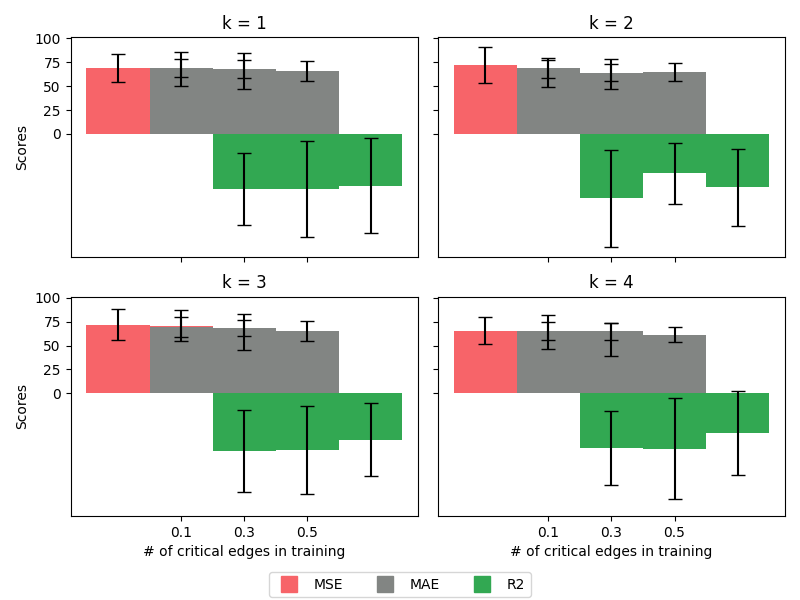 k = 1
k = 2
100
75
50
25
0
Scores
k = 3
k = 4
100
75
50
25
0
Scores
0.1 0.3 0.5
0.1 0.3 0.5
# of critical edges in training
# of critical edges in training
MSE MAE R2